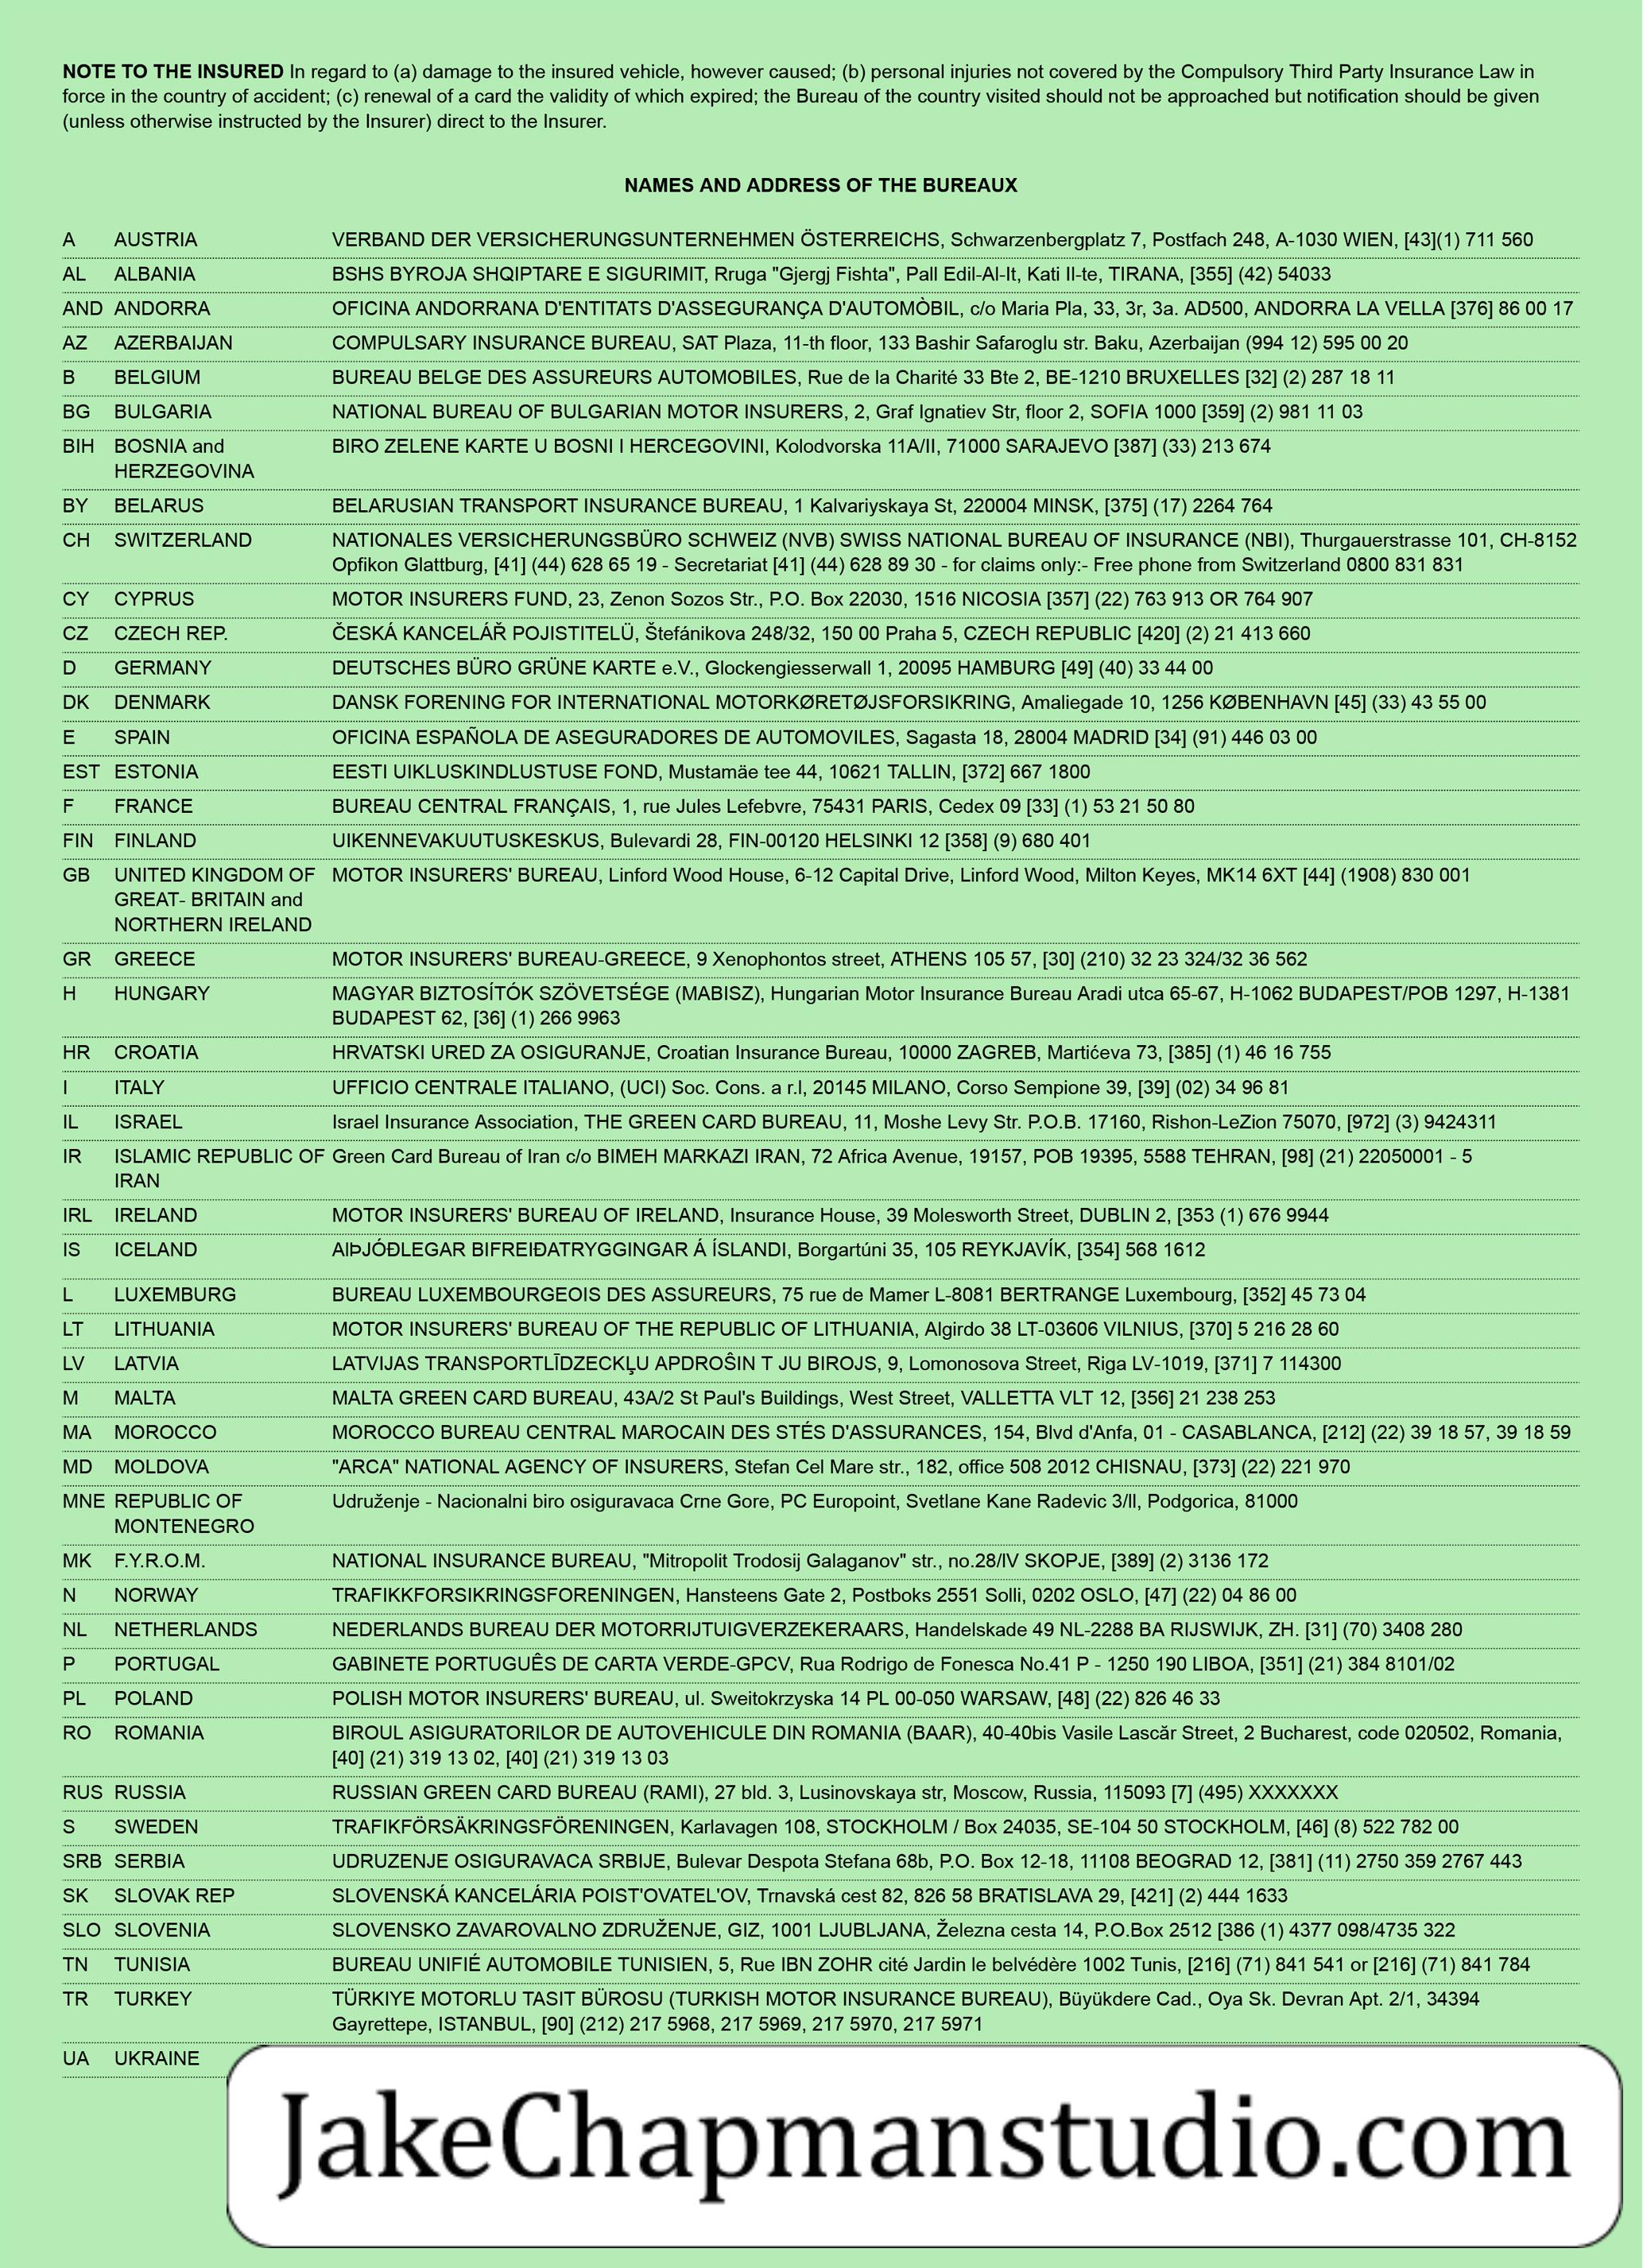 NOTE TO THE INSURED In regard to (a) damage to the insured vehicle, however caused; (b) personal injuries not covered by the Compulsory Third Party Insurance Law in
force in the country of accident; (c) renewal of a card the validity of which expired; the Bureau of the country visited should not be approached but notification should be given
(unless otherwise instructed by the Insurer) direct to the Insurer.
NAMES AND ADDRESS OF THE BUREAUX
A AUSTRIA VERBAND DER VERSICHERUNGSUNTERNEHMEN ÖSTERREICHS, Schwarzenbergplatz 7, Postfach 248, A-1030 WIEN, [43](1) 711 560
AL ALBANIA BSHS BYROJA SHQIPTARE E SIGURIMIT, Rruga "Gjergj Fishta", Pall Edil-Al-It, Kati II-te, TIRANA, [355] (42) 54033
AND ANDORRA OFICINA ANDORRANA D'ENTITATS D'ASSEGURANÇA D'AUTOMÒBIL, c/o Maria Pla, 33, 3r, 3a. AD500, ANDORRA LA VELLA [376] 86 00 17
AZ AZERBAIJAN COMPULSARY INSURANCE BUREAU, SAT Plaza, 11-th floor, 133 Bashir Safaroglu str. Baku, Azerbaijan (994 12) 595 00 20
B BELGIUM BUREAU BELGE DES ASSUREURS AUTOMOBILES, Rue de la Charité 33 Bte 2, BE-1210 BRUXELLES [32] (2) 287 18 11
BG BULGARIA NATIONAL BUREAU OF BULGARIAN MOTOR INSURERS, 2, Graf Ignatiev Str, floor 2, SOFIA 1000 [359] (2) 981 11 03
BIH BOSNIA and BIRO ZELENE KARTE U BOSNI I HERCEGOVINI, Kolodvorska 11A/II, 71000 SARAJEVO [387] (33) 213 674
HERZEGOVINA
BY BELARUS BELARUSIAN TRANSPORT INSURANCE BUREAU, 1 Kalvariyskaya St, 220004 MINSK, [375] (17) 2264 764
CH SWITZERLAND NATIONALES VERSICHERUNGSBÜRO SCHWEIZ (NVB) SWISS NATIONAL BUREAU OF INSURANCE (NBI), Thurgauerstrasse 101, CH-8152
Opfikon Glattburg, [41] (44) 628 65 19 - Secretariat [41] (44) 628 89 30 - for claims only:- Free phone from Switzerland 0800 831 831
CY CYPRUS MOTOR INSURERS FUND, 23, Zenon Sozos Str., P.O. Box 22030, 1516 NICOSIA [357] (22) 763 913 OR 764 907
CZ CZECH REP. ČESKÁ KANCELÁŘ POJISTITELÜ, Štefánikova 248/32, 150 00 Praha 5, CZECH REPUBLIC [420] (2) 21 413 660
D GERMANY DEUTSCHES BÜRO GRÜNE KARTE e.V., Glockengiesserwall 1, 20095 HAMBURG [49] (40) 33 44 00
DK DENMARK DANSK FORENING FOR INTERNATIONAL MOTORKØRETØJSFORSIKRING, Amaliegade 10, 1256 KØBENHAVN [45] (33) 43 55 00
E SPAIN OFICINA ESPAÑOLA DE ASEGURADORES DE AUTOMOVILES, Sagasta 18, 28004 MADRID [34] (91) 446 03 00
EST ESTONIA EESTI UIKLUSKINDLUSTUSE FOND, Mustamäe tee 44, 10621 TALLIN, [372] 667 1800
F FRANCE BUREAU CENTRAL FRANÇAIS, 1, rue Jules Lefebvre, 75431 PARIS, Cedex 09 [33] (1) 53 21 50 80
FIN FINLAND UIKENNEVAKUUTUSKESKUS, Bulevardi 28, FIN-00120 HELSINKI 12 [358] (9) 680 401
GB UNITED KINGDOM OF MOTOR INSURERS' BUREAU, Linford Wood House, 6-12 Capital Drive, Linford Wood, Milton Keyes, MK14 6XT [44] (1908) 830 001
GREAT- BRITAIN and
NORTHERN IRELAND
GR GREECE MOTOR INSURERS' BUREAU-GREECE, 9 Xenophontos street, ATHENS 105 57, [30] (210) 32 23 324/32 36 562
H HUNGARY MAGYAR BIZTOSÍTÓK SZÖVETSÉGE (MABISZ), Hungarian Motor Insurance Bureau Aradi utca 65-67, H-1062 BUDAPEST/POB 1297, H-1381
BUDAPEST 62, [36] (1) 266 9963
HR CROATIA HRVATSKI URED ZA OSIGURANJE, Croatian Insurance Bureau, 10000 ZAGREB, Martićeva 73, [385] (1) 46 16 755
I ITALY UFFICIO CENTRALE ITALIANO, (UCI) Soc. Cons. a r.l, 20145 MILANO, Corso Sempione 39, [39] (02) 34 96 81
IL ISRAEL Israel Insurance Association, THE GREEN CARD BUREAU, 11, Moshe Levy Str. P.O.B. 17160, Rishon-LeZion 75070, [972] (3) 9424311
IR ISLAMIC REPUBLIC OF Green Card Bureau of Iran c/o BIMEH MARKAZI IRAN, 72 Africa Avenue, 19157, POB 19395, 5588 TEHRAN, [98] (21) 22050001 - 5
IRAN
IRL IRELAND MOTOR INSURERS' BUREAU OF IRELAND, Insurance House, 39 Molesworth Street, DUBLIN 2, [353 (1) 676 9944
IS ICELAND AlÞJÓÐLEGAR BIFREIÐATRYGGINGAR Á ÍSLANDI, Borgartúni 35, 105 REYKJAVÍK, [354] 568 1612
L LUXEMBURG BUREAU LUXEMBOURGEOIS DES ASSUREURS, 75 rue de Mamer L-8081 BERTRANGE Luxembourg, [352] 45 73 04
LT LITHUANIA MOTOR INSURERS' BUREAU OF THE REPUBLIC OF LITHUANIA, Algirdo 38 LT-03606 VILNIUS, [370] 5 216 28 60
LV LATVIA LATVIJAS TRANSPORTLĪDZECKĻU APDROŜIN T JU BIROJS, 9, Lomonosova Street, Riga LV-1019, [371] 7 114300
M MALTA MALTA GREEN CARD BUREAU, 43A/2 St Paul's Buildings, West Street, VALLETTA VLT 12, [356] 21 238 253
MA MOROCCO MOROCCO BUREAU CENTRAL MAROCAIN DES STÉS D'ASSURANCES, 154, Blvd d'Anfa, 01 - CASABLANCA, [212] (22) 39 18 57, 39 18 59
MD MOLDOVA "ARCA" NATIONAL AGENCY OF INSURERS, Stefan Cel Mare str., 182, office 508 2012 CHISNAU, [373] (22) 221 970
MNE REPUBLIC OF Udruženje - Nacionalni biro osiguravaca Crne Gore, PC Europoint, Svetlane Kane Radevic 3/ll, Podgorica, 81000
MONTENEGRO
MK F.Y.R.O.M. NATIONAL INSURANCE BUREAU, "Mitropolit Trodosij Galaganov" str., no.28/IV SKOPJE, [389] (2) 3136 172
N NORWAY TRAFIKKFORSIKRINGSFORENINGEN, Hansteens Gate 2, Postboks 2551 Solli, 0202 OSLO, [47] (22) 04 86 00
NL NETHERLANDS NEDERLANDS BUREAU DER MOTORRIJTUIGVERZEKERAARS, Handelskade 49 NL-2288 BA RIJSWIJK, ZH. [31] (70) 3408 280
P PORTUGAL GABINETE PORTUGUÊS DE CARTA VERDE-GPCV, Rua Rodrigo de Fonesca No.41 P - 1250 190 LIBOA, [351] (21) 384 8101/02
PL POLAND POLISH MOTOR INSURERS' BUREAU, ul. Sweitokrzyska 14 PL 00-050 WARSAW, [48] (22) 826 46 33
RO ROMANIA BIROUL ASIGURATORILOR DE AUTOVEHICULE DIN ROMANIA (BAAR), 40-40bis Vasile Lascăr Street, 2 Bucharest, code 020502, Romania,
[40] (21) 319 13 02, [40] (21) 319 13 03
RUS RUSSIA RUSSIAN GREEN CARD BUREAU (RAMI), 27 bld. 3, Lusinovskaya str, Moscow, Russia, 115093 [7] (495) XXXXXXX
S SWEDEN TRAFIKFÖRSÄKRINGSFÖRENINGEN, Karlavagen 108, STOCKHOLM / Box 24035, SE-104 50 STOCKHOLM, [46] (8) 522 782 00
SRB SERBIA UDRUZENJE OSIGURAVACA SRBIJE, Bulevar Despota Stefana 68b, P.O. Box 12-18, 11108 BEOGRAD 12, [381] (11) 2750 359 2767 443
SK SLOVAK REP SLOVENSKÁ KANCELÁRIA POIST'OVATEL'OV, Trnavská cest 82, 826 58 BRATISLAVA 29, [421] (2) 444 1633
SLO SLOVENIA SLOVENSKO ZAVAROVALNO ZDRUŽENJE, GIZ, 1001 LJUBLJANA, Železna cesta 14, P.O.Box 2512 [386 (1) 4377 098/4735 322
TN TUNISIA BUREAU UNIFIÉ AUTOMOBILE TUNISIEN, 5, Rue IBN ZOHR cité Jardin le belvédère 1002 Tunis, [216] (71) 841 541 or [216] (71) 841 784
TR TURKEY TÜRKIYE MOTORLU TASIT BÜROSU (TURKISH MOTOR INSURANCE BUREAU), Büyükdere Cad., Oya Sk. Devran Apt. 2/1, 34394
Gayrettepe, ISTANBUL, [90] (212) 217 5968, 217 5969, 217 5970, 217 5971
UA UKRAINE
JakeChapmanstudio.com